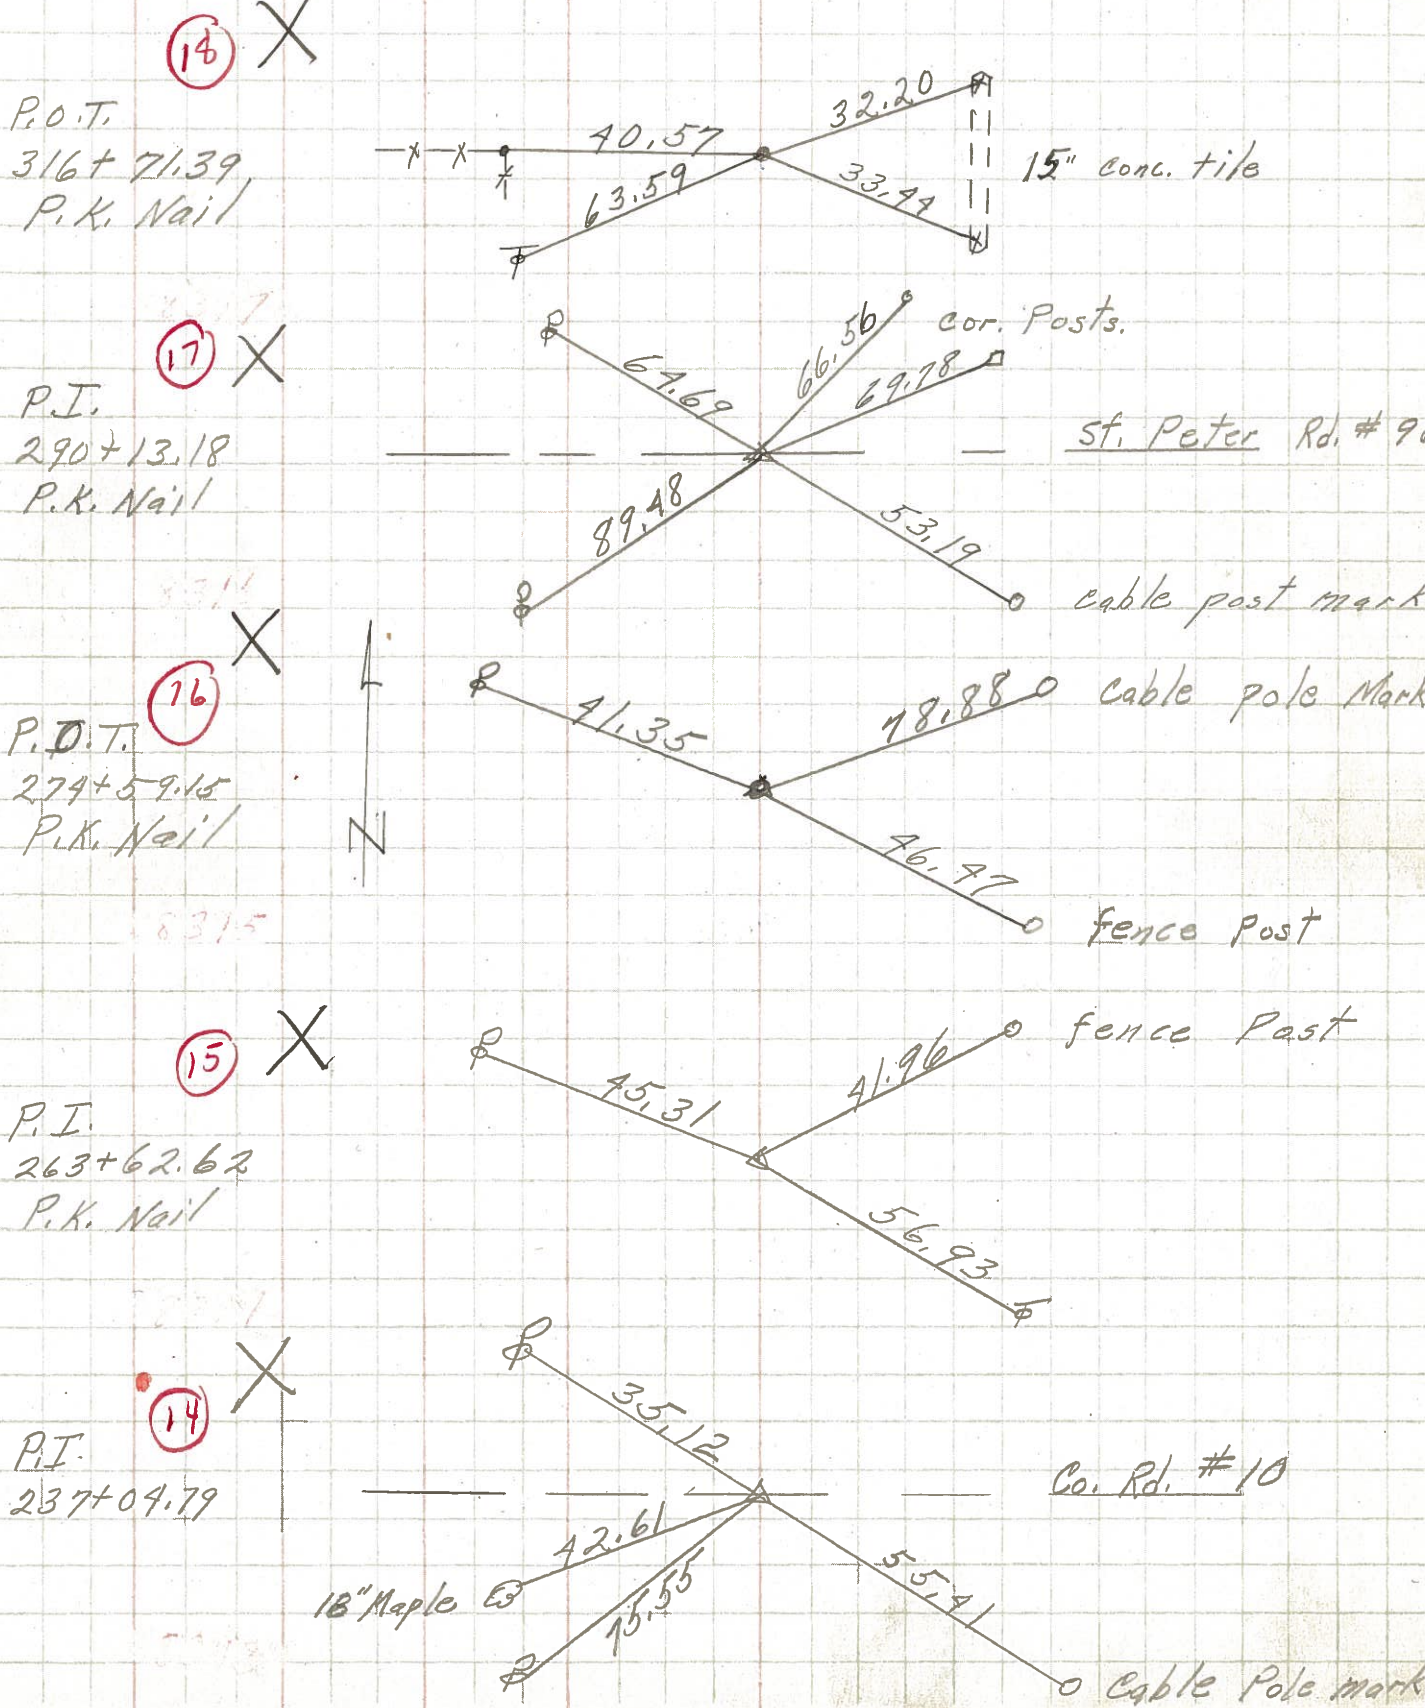 18 X
P.O.T.
316+71.39
P.K. Nail
40.57
32.20
63.59
33.44
15" conc. tile
17 X
P.I.
290+13.18
P.K. Nail
66.56
cor. Posts.
64.69
69.78
St. Peter Rd. # 90
89.48
53.19
cable post mark
X
16
P.O.T.
274+59.15
P.K. Nail
N
41.35
78.88
Cable pole Mark
46.47
fence Post
8315
15 X
P.I.
263+62.62
P.K. Nail
45.31
41.96
fence Post
56.93
X
14
P.I.
237+04.79
35.12
Co. Rd. #10
42.61
18" Maple
75.55
55.41
Cable Pole mark